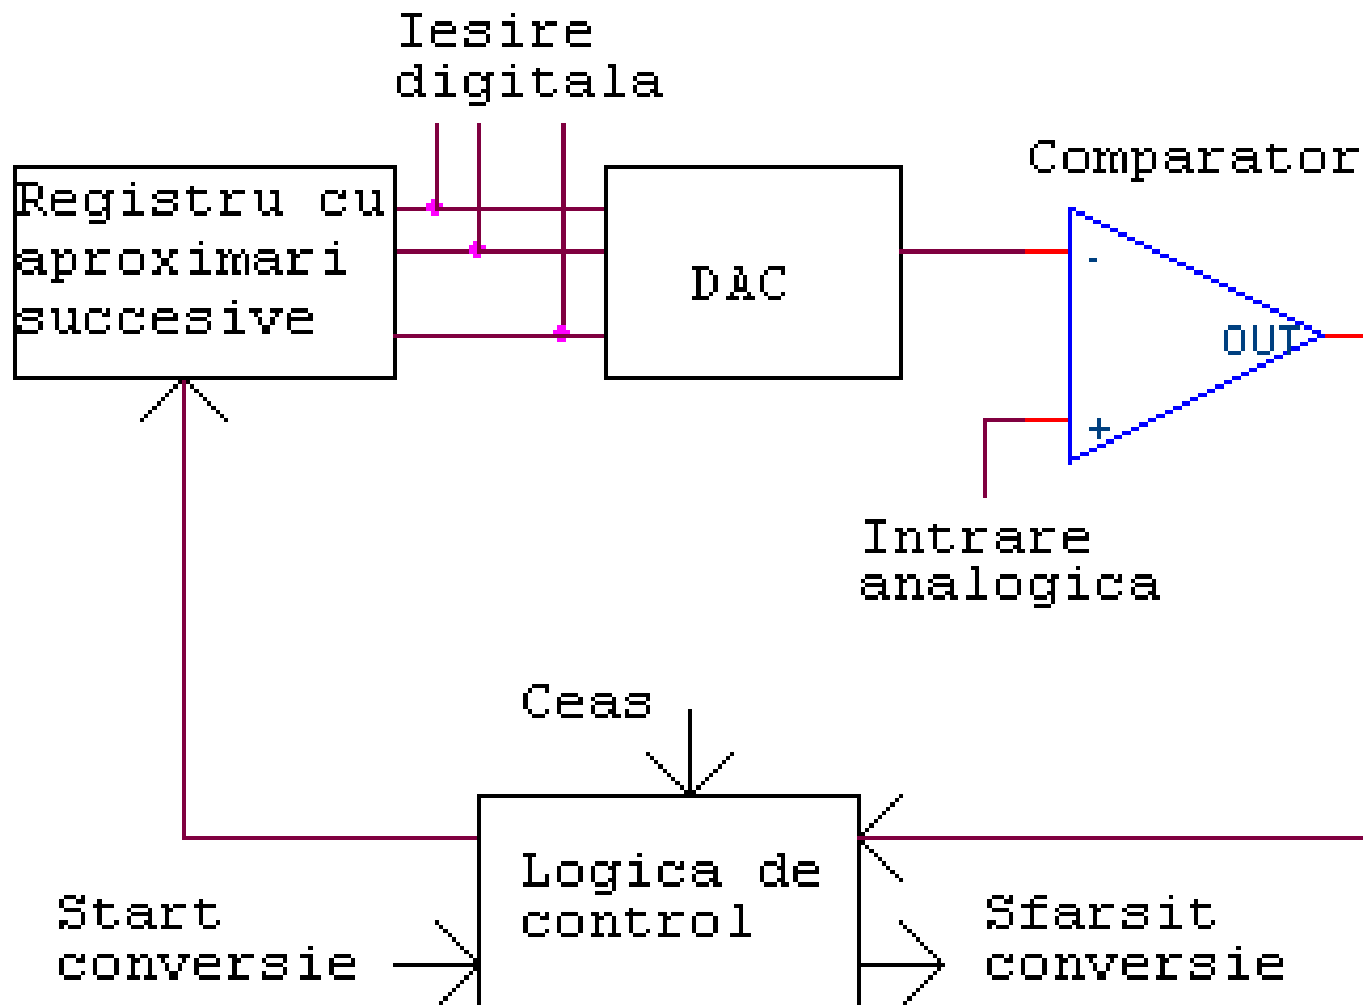 Iesire
digitala
Comparator
Registru cu
aproximari
succesive
DAC
-
OUT
+
Intrare
analogica
Ceas
Logica de
control
Start
conversie
Sfarsit
conversie